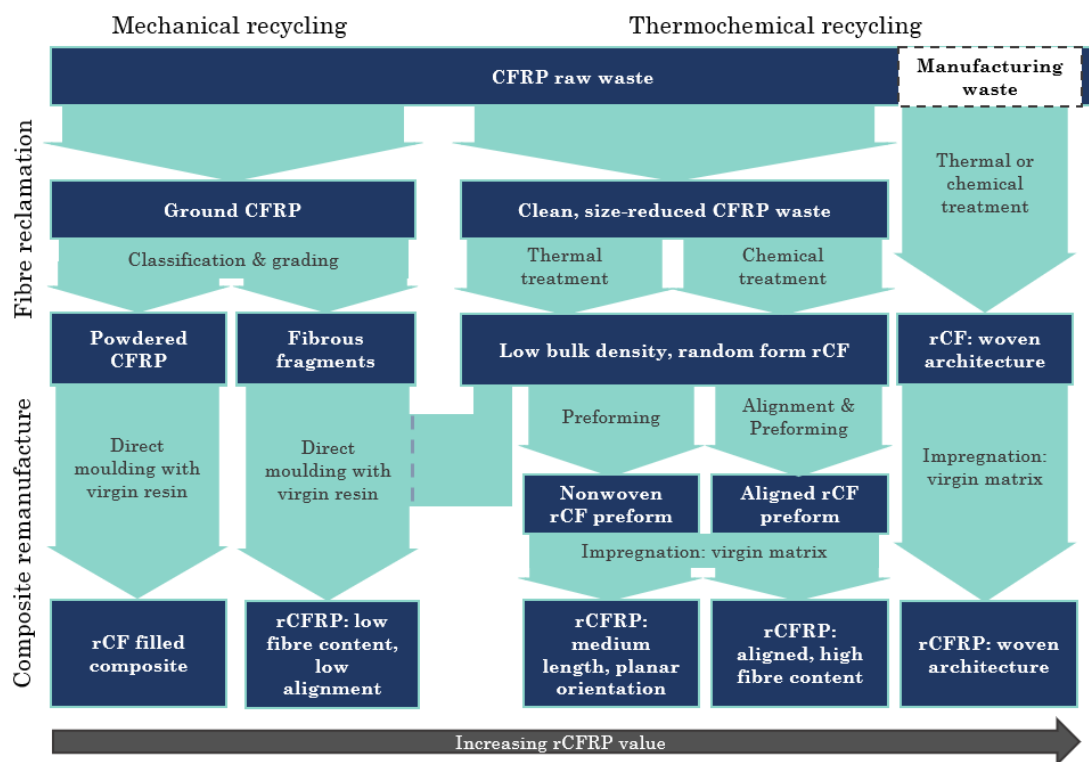 Mechanical recycling
Thermochemical recycling
CFRP raw waste
Manufacturing
waste
Fibre reclamation
Thermal or
chemical
treatment
Ground CFRP
Clean, size-reduced CFRP waste
Classification & grading
Thermal
treatment
Chemical
treatment
Powdered
CFRP
Fibrous
fragments
Low bulk density, random form rCF
rCF: woven
architecture
Composite remanufacture
Preforming
Alignment &
Preforming
Direct
moulding with
virgin resin
Direct
moulding with
virgin resin
Impregnation:
virgin matrix
Nonwoven
rCF preform
Aligned rCF
preform
Impregnation: virgin matrix
rCF filled
composite
rCFRP: low
fibre content,
low
alignment
rCFRP:
medium
length, planar
orientation
rCFRP:
aligned, high
fibre content
rCFRP: woven
architecture
Increasing rCFRP value